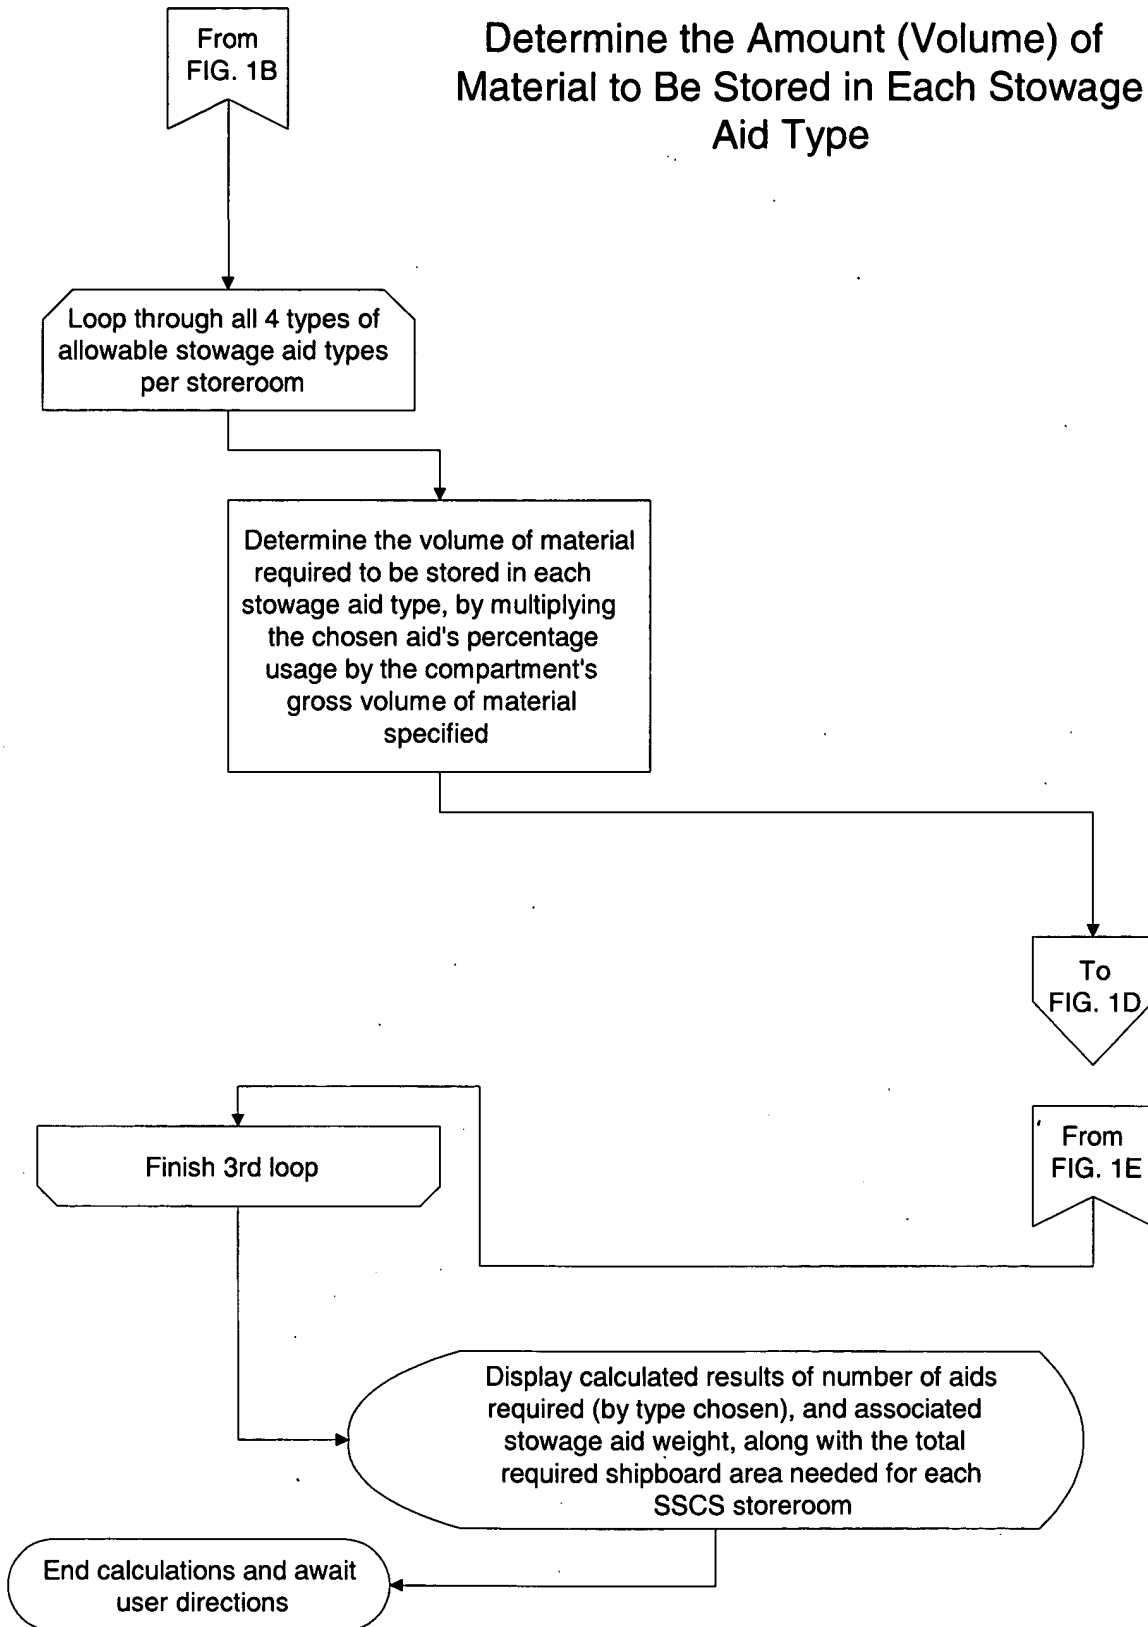 From
FIG. 1B
Determine the Amount (Volume) of
Material to Be Stored in Each Stowage
Aid Type
Loop through all 4 types of
allowable stowage aid types
per storeroom
Determine the volume of material
required to be stored in each
stowage aid type, by multiplying
the chosen aid's percentage
usage by the compartment's
gross volume of material
specified
To
FIG. 1D
From
FIG. 1E
Finish 3rd loop
Display calculated results of number of aids
required (by type chosen), and associated
stowage aid weight, along with the total
required shipboard area needed for each
SSCS storeroom
End calculations and await
user directions